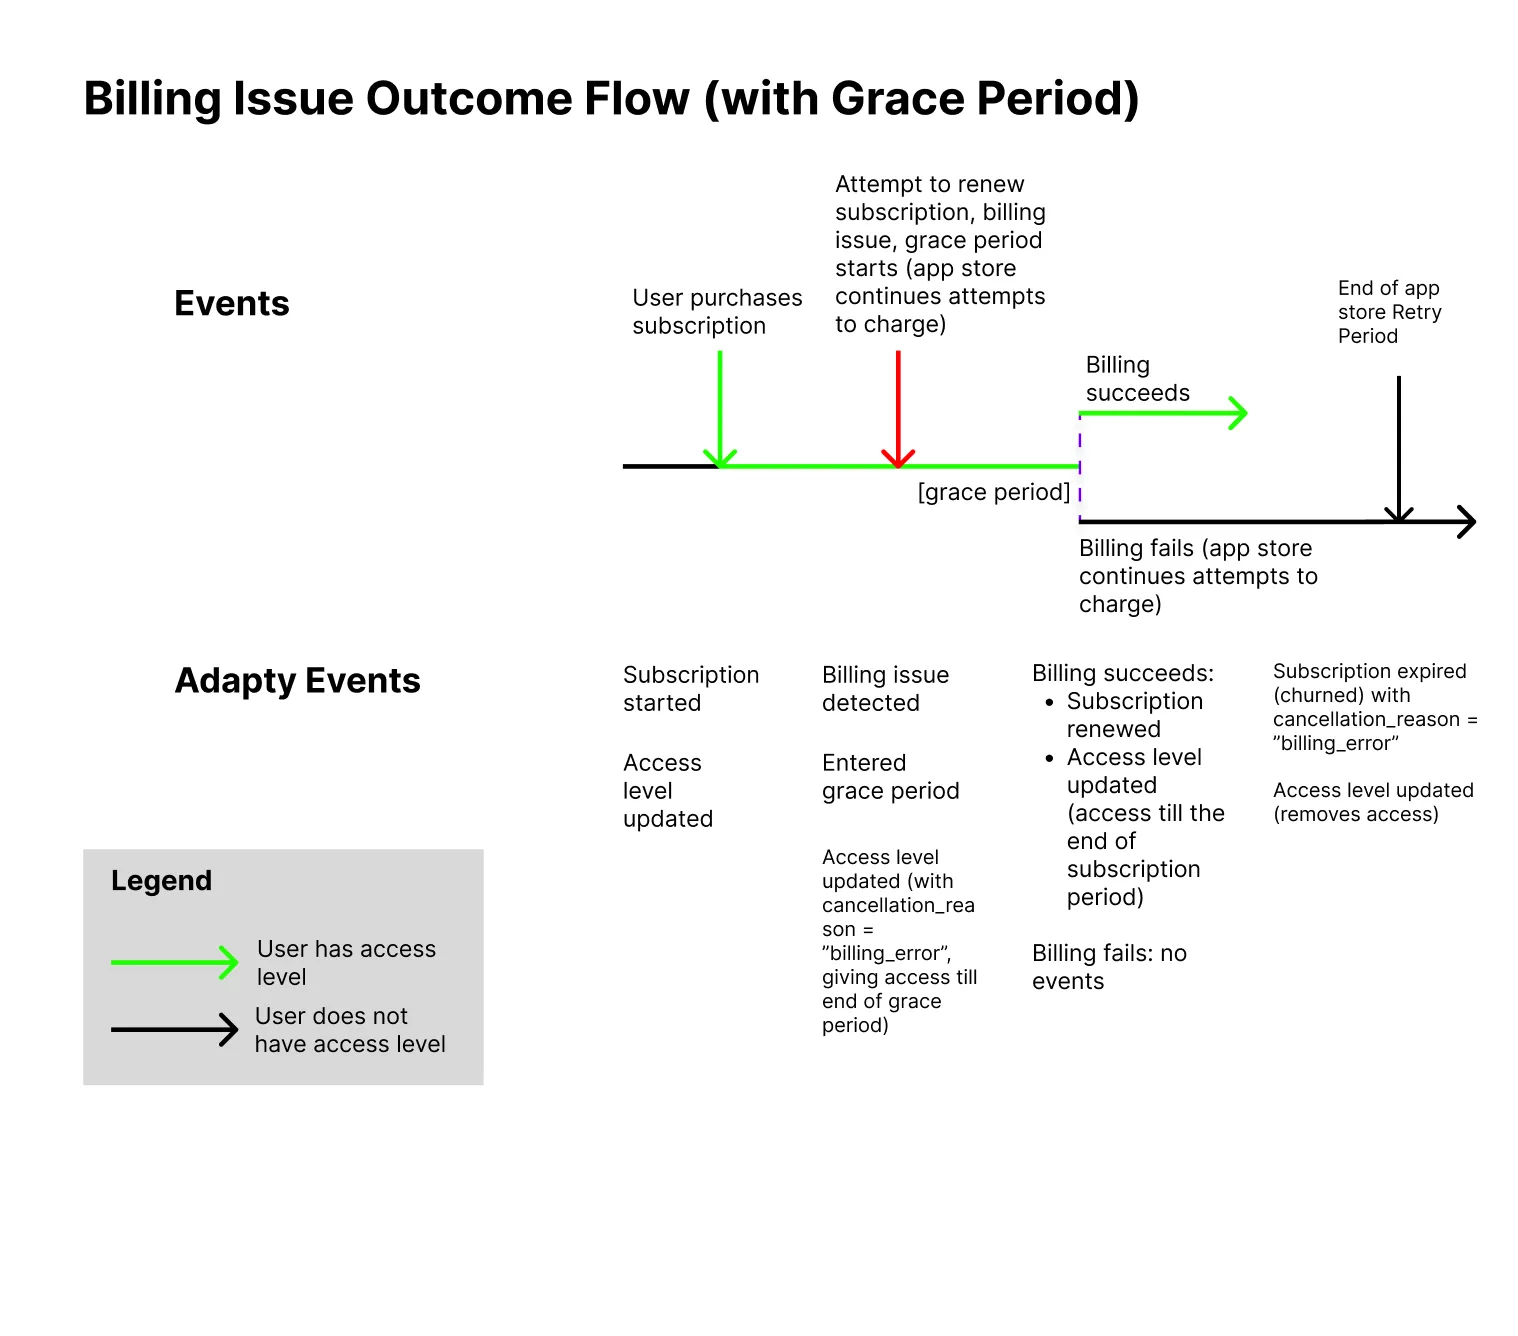 Billing Issue Outcome Flow (with Grace Period)
Events
User purchases
subscription
Attempt to renew
subscription, billing
issue, grace period
starts (app store
continues attempts
to charge)
Billing
succeeds
End of app
store Retry
Period
[grace period]
Billing fails (app store
continues attempts to
charge)
Adapty Events
Subscription
started
Access
level
updated
Billing issue
detected
Entered
grace period
Access level
updated (with
cancellation_rea
son =
”billing_error”,
giving access till
end of grace
period)
Billing succeeds:
• Subscription
renewed
• Access level
updated
(access till the
end of
subscription
period)
Billing fails: no
events
Subscription expired
(churned) with
cancellation_reason =
”billing_error”
Access level updated
(removes access)
Legend
User has access
level
User does not
have access level